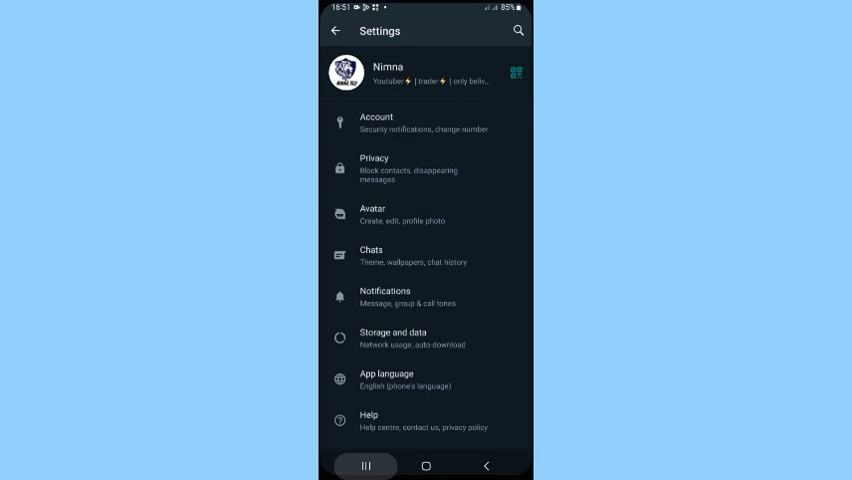 16:51
85%
Settings
Nimna
Youtuber⚡ | trader⚡ | only beliv...
Account
Security notifications, change number
Privacy
Block contacts, disappearing
messages
Avatar
Create, edit, profile photo
Chats
Theme, wallpapers, chat history
Notifications
Message, group & call tones
Storage and data
Network usage, auto-download
App language
English (phone's language)
Help
Help centre, contact us, privacy policy